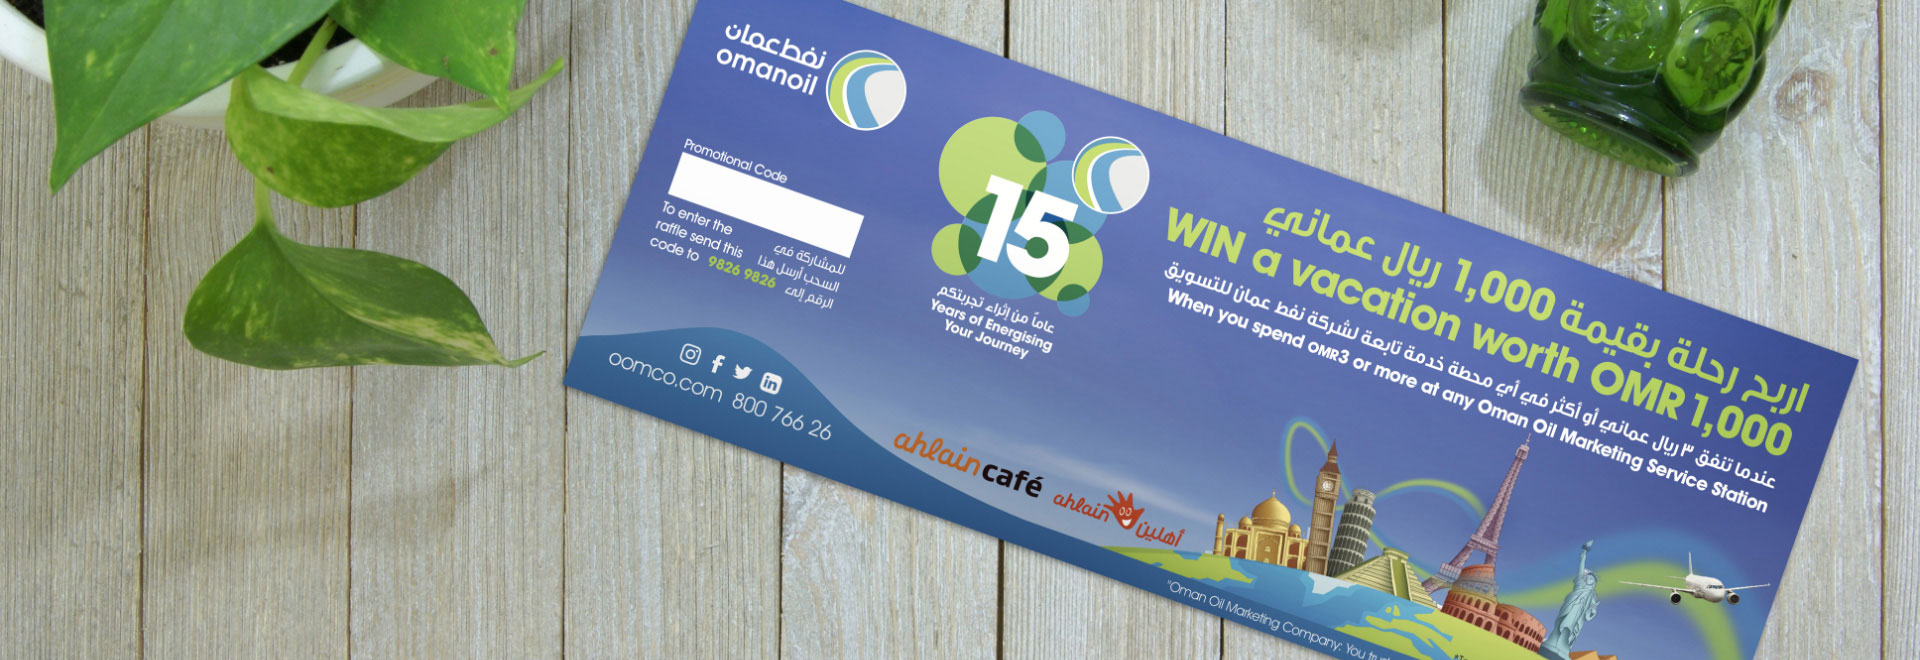 نفط عمان
omanoil
Promotional Code
To enter the
raffle send this
code to
للمشاركة في
السحب أرسل هذا
الرقم إلى
9826 9826
oomco.com 800 766 26
15
عاماً من إثراء تجربتكم
Years of Energising
Your Journey
اربح رحلة بقيمة 1,000 ريال عماني
WIN a vacation worth OMR 1,000
عندما تنفق ٣ ريال عماني أو أكثر في أي محطة خدمة تابعة لشركة نفط عمان للتسويق
When you spend OMR3 or more at any Oman Oil Marketing Service Station
ahlain café
ahlain أهلين
"Oman Oil Marketing Company: You